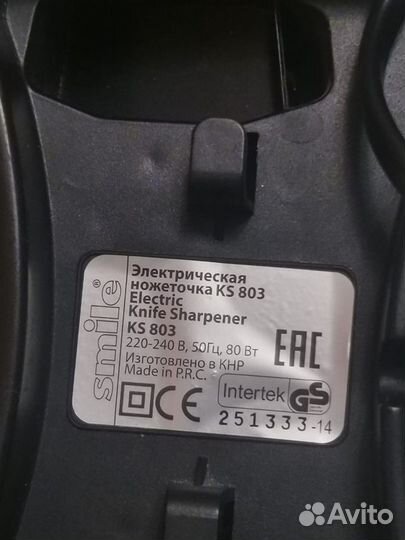 smile®
Электрическая
ножеточка KS 803
Electric
Knife Sharpener
KS 803
220-240 В, 50Гц, 80 Вт
Изготовлено в КНР
Made in P.R.C.
EAC
CE
Intertek GS
251333-14
Avito